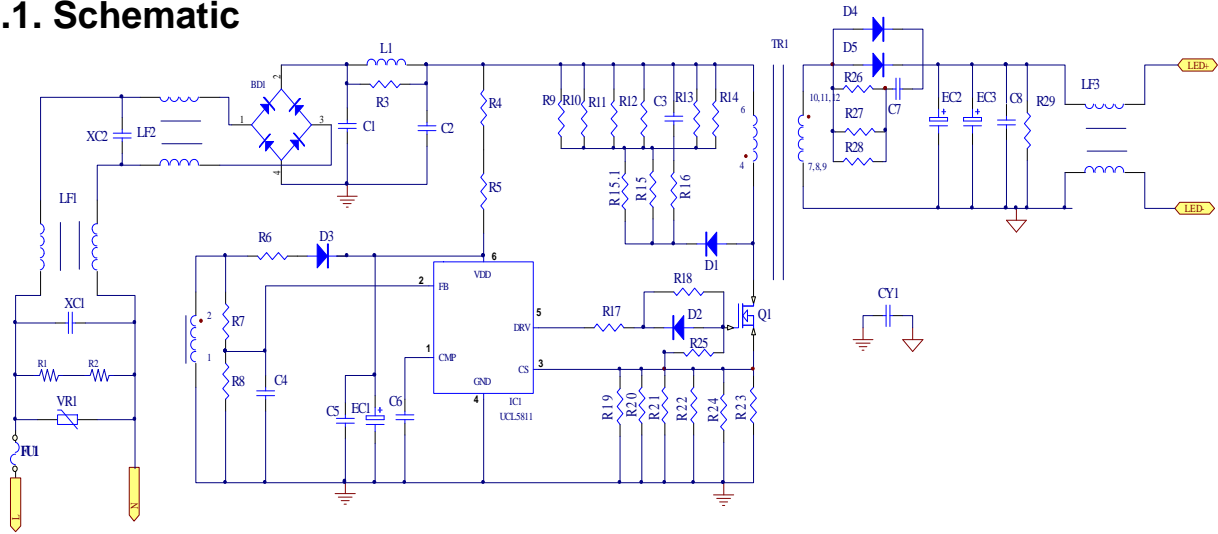 .1. Schematic
D4
TR1
L1
D5
BD1
2
LED+
R26
R3
R4
R9 R10 R11 R12 C3 R13 R14
10,11,12
C7
EC2 EC3 C8 R29
LF3
6
R27
XC2 LF2
1 3
C1
C2
+ +
R28
4
4
7,8,9
R5
R15,1
R15
R16
LF1
LED-
R6
D3
6
D1
VDD
2
FB
R18
XC1
CY1
5
R17
D2
Q1
2
R7
DRV
R25
1
1
CMP
R1 R2
3
CS
R8
C4
GND
VR1
4
IC1
UCL5811
C5
EC1
+
C6
R19
R20
R21
R22
R24
R23
FU1
L
N